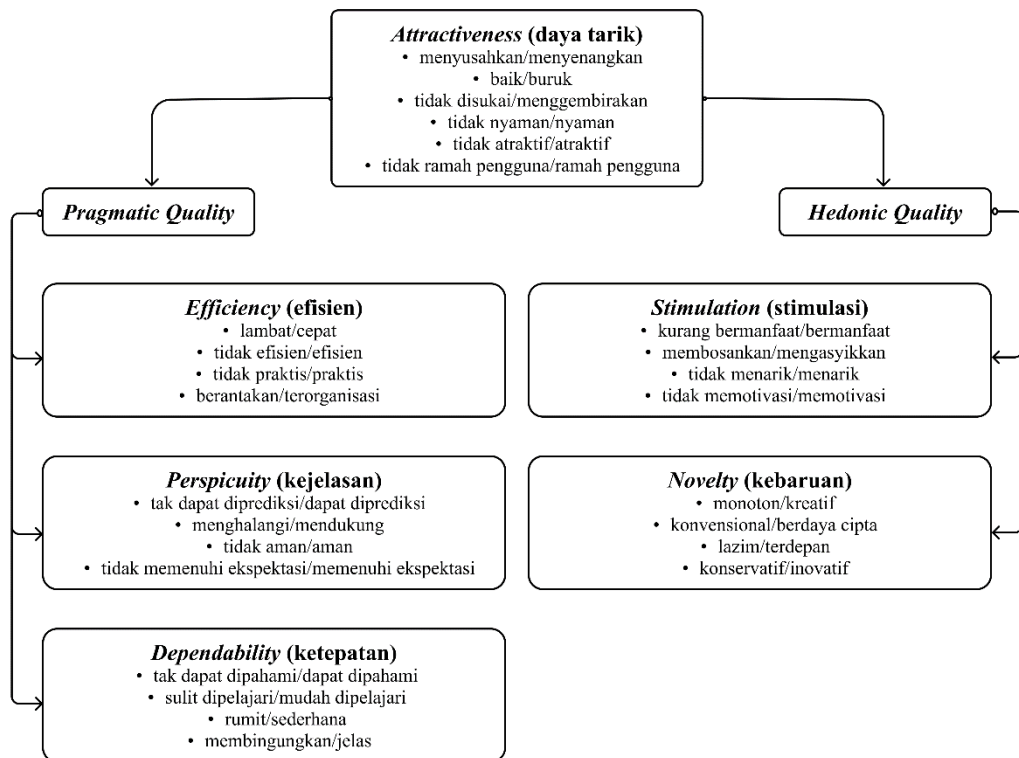 Attractiveness (daya tarik)
• menyusahkan/menyenangkan
• baik/buruk
• tidak disukai/menggembirakan
• tidak nyaman/nyaman
• tidak atraktif/atraktif
• tidak ramah pengguna/ramah pengguna
Pragmatic Quality
Hedonic Quality
Efficiency (efisien)
• lambat/cepat
• tidak efisien/efisien
• tidak praktis/praktis
• berantakan/terorganisasi
Stimulation (stimulasi)
• kurang bermanfaat/bermanfaat
• membosankan/mengasyikkan
• tidak menarik/menarik
• tidak memotivasi/memotivasi
Perspicuity (kejelasan)
• tak dapat diprediksi/dapat diprediksi
• menghalangi/mendukung
• tidak aman/aman
• tidak memenuhi ekspektasi/memenuhi ekspektasi
Novelty (kebaruan)
• monoton/kreatif
• konvensional/berdaya cipta
• lazim/terdepan
• konservatif/inovatif
Dependability (ketepatan)
• tak dapat dipahami/dapat dipahami
• sulit dipelajari/mudah dipelajari
• rumit/sederhana
• membingungkan/jelas